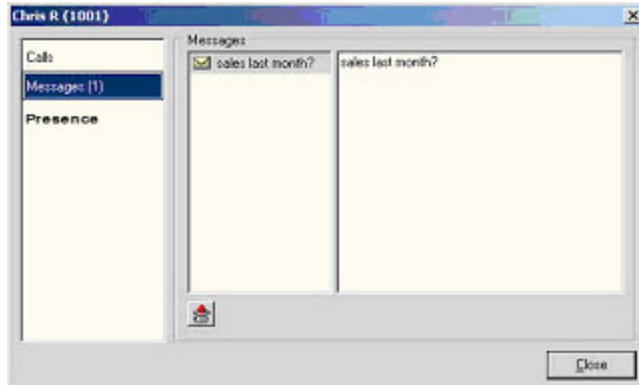 Chris R (1001)
Calls
Messages (1)
Presence
Messages
sales last month?
sales last month?
Close